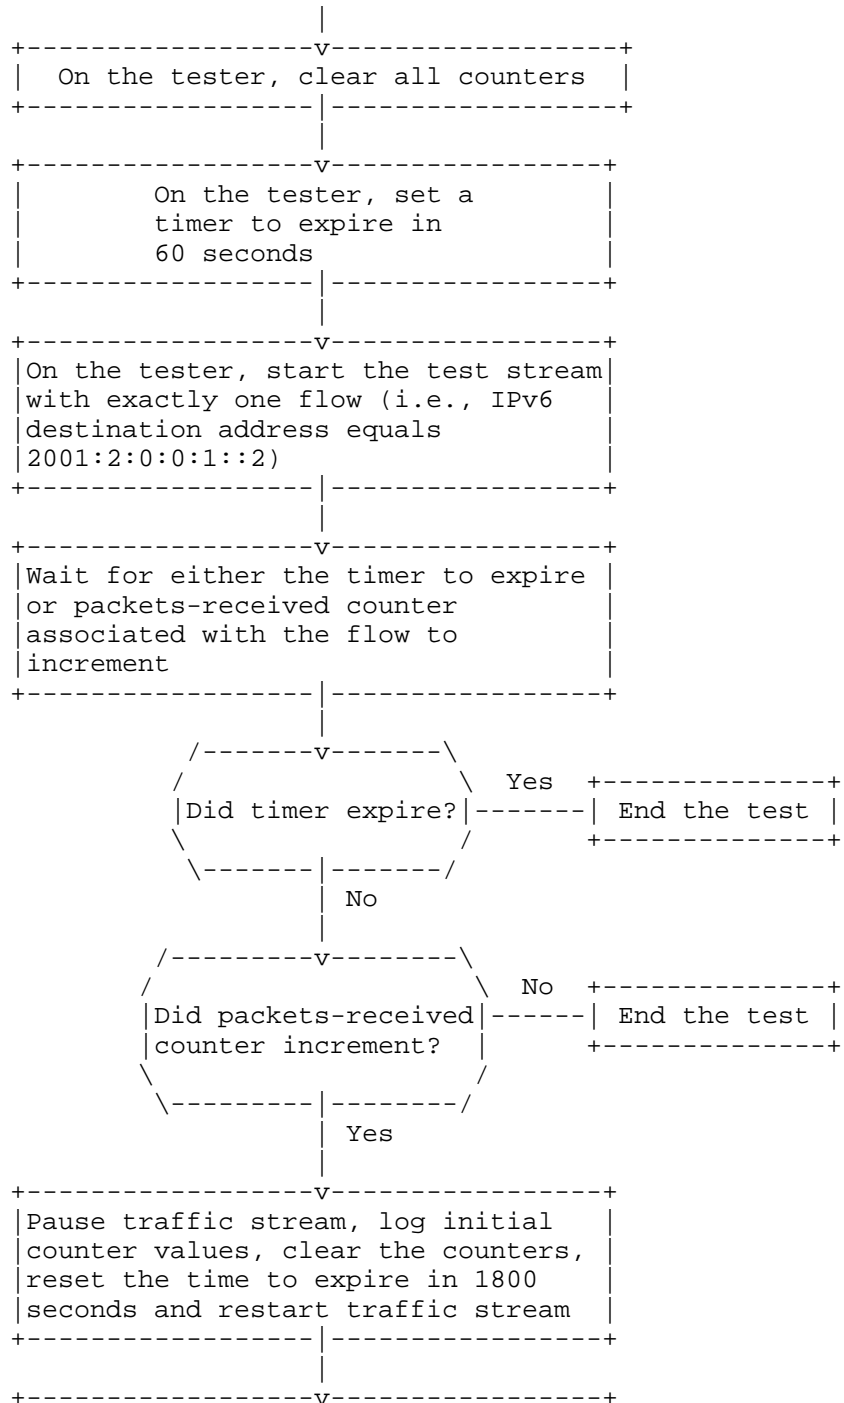 On the tester, clear all counters
On the tester, set a
timer to expire in
60 seconds
On the tester, start the test stream
with exactly one flow (i.e., IPv6
destination address equals
2001:2:0:0:1::2)
Wait for either the timer to expire
or packets-received counter
associated with the flow to
increment
Yes
Did timer expire?
End the test
No
No
Did packets-received
End the test
counter increment?
Yes
Pause traffic stream, log initial
counter values, clear the counters,
reset the time to expire in 1800
seconds and restart traffic stream